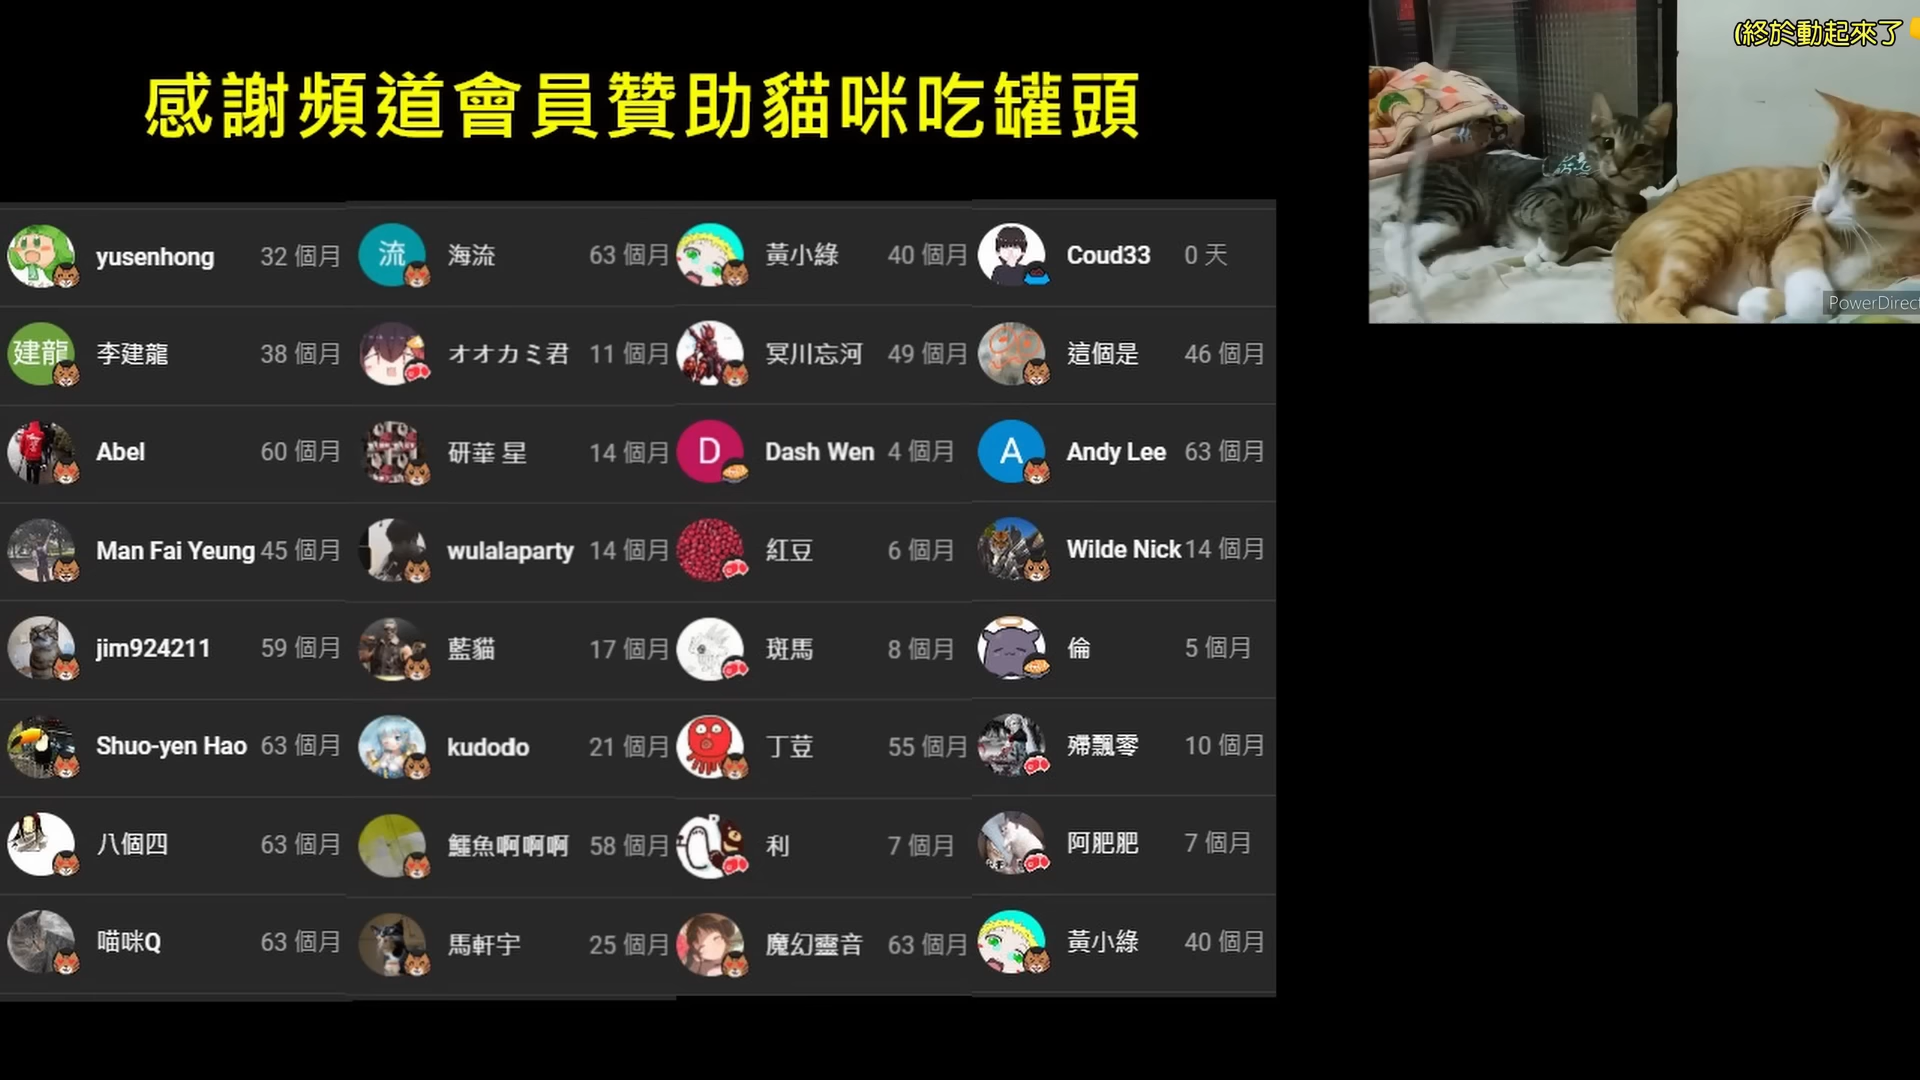 感謝頻道會員贊助貓咪吃罐頭
(終於動起來了
PowerDirect
yusenhong 32 個月 流 海流 63 個月 黃小綠 40 個月 Coud33 0 天
建龍 李建龍 38 個月 オオカミ君 11 個月 冥川忘河 49 個月 這個是 46 個月
Abel 60 個月 研華 星 14 個月 D Dash Wen 4 個月 A Andy Lee 63 個月
Man Fai Yeung 45 個月 wulalaparty 14 個月 紅豆 6 個月 Wilde Nick 14 個月
jim924211 59 個月 藍貓 17 個月 斑馬 8 個月 倫 5 個月
Shuo-yen Hao 63 個月 kudodo 21 個月 丁荳 55 個月 飄零 10 個月
八個四 63 個月 鱷魚啊啊啊 58 個月 利 7 個月 阿肥肥 7 個月
喵咪Q 63 個月 馬軒宇 25 個月 魔幻靈音 63 個月 黃小綠 40 個月